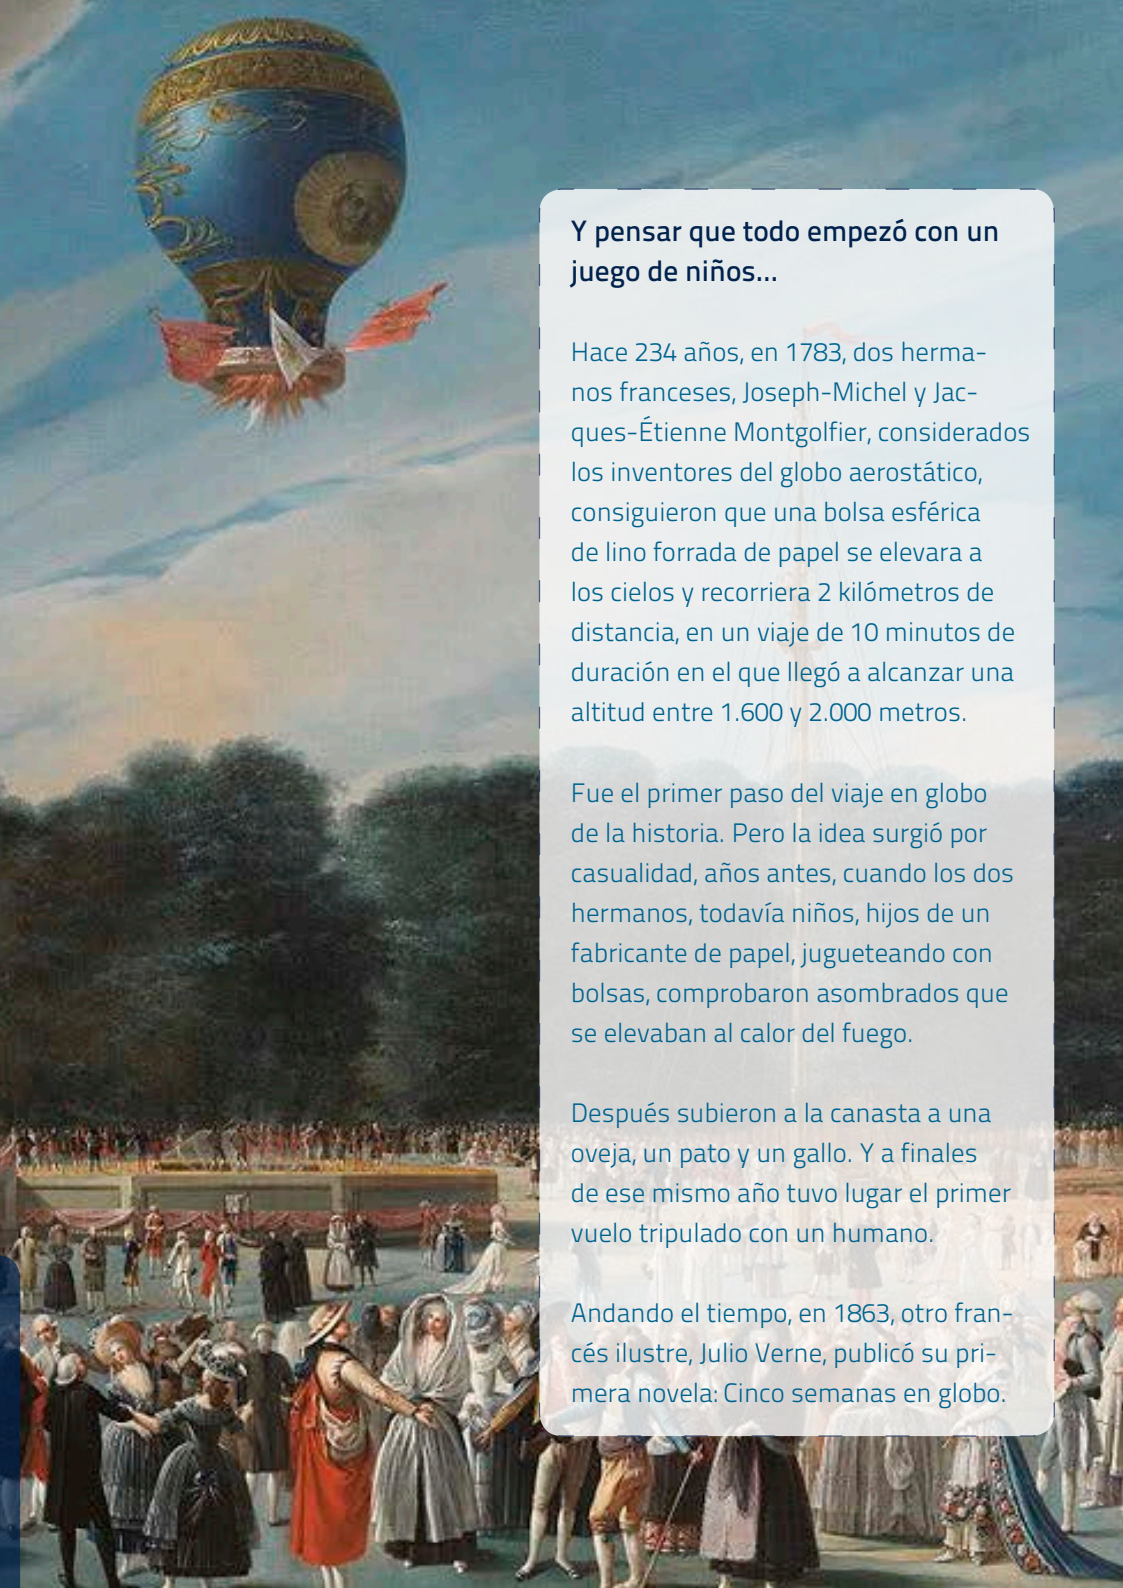 Y pensar que todo empezó con un
juego de niños...
Hace 234 años, en 1783, dos herma-
nos franceses, Joseph-Michel y Jac-
ques-Étienne Montgolfier, considerados
los inventores del globo aerostático,
consiguieron que una bolsa esférica
de lino forrada de papel se elevara a
los cielos y recorriera 2 kilómetros de
distancia, en un viaje de 10 minutos de
duración en el que llegó a alcanzar una
altitud entre 1.600 y 2.000 metros.
Fue el primer paso del viaje en globo
de la historia. Pero la idea surgió por
casualidad, años antes, cuando los dos
hermanos, todavía niños, hijos de un
fabricante de papel, jugueteando con
bolsas, comprobaron asombrados que
se elevaban al calor del fuego.
Después subieron a la canasta a una
oveja, un pato y un gallo. Y a finales
de ese mismo año tuvo lugar el primer
vuelo tripulado con un humano.
Andando el tiempo, en 1863, otro fran-
cés ilustre, Julio Verne, publicó su pri-
mera novela: Cinco semanas en globo.